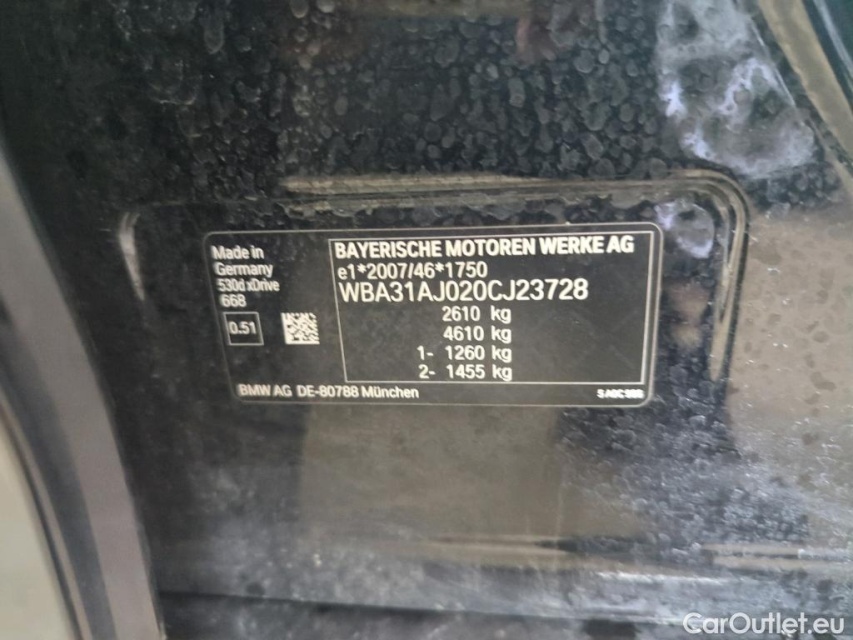 Made in
Germany
530d xDrive
668
0.51
BAYERISCHE MOTOREN WERKE AG
e1*2007/46*1750
WBA31AJ020CJ23728
2610 kg
4610 kg
1- 1260 kg
2- 1455 kg
BMW AG DE-80788 München
CarOutlet.eu